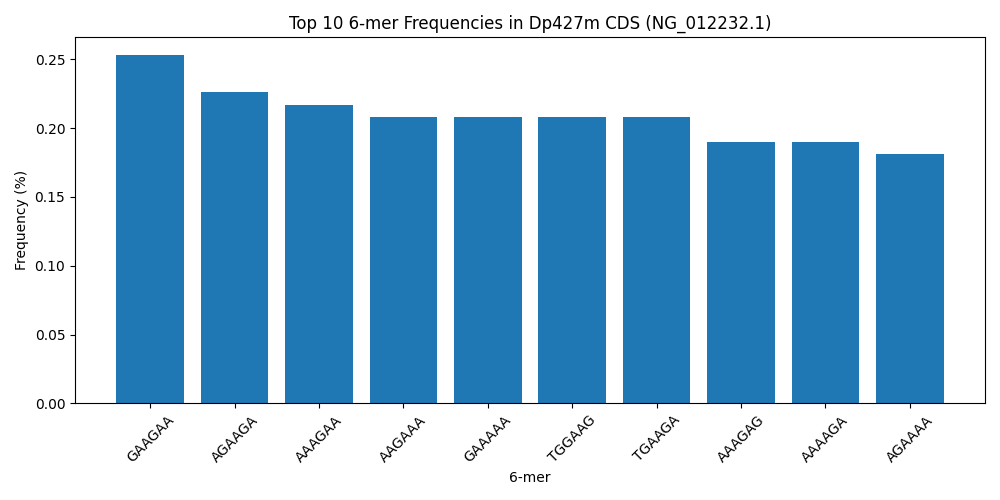 Top 10 6-mer Frequencies in Dp427m CDS (NG_012232.1)
Frequency (%)
0.25
0.20
0.15
0.10
0.05
0.00
GAAGAA AGAAGA AAAGAA AAGAAA GAAAAA TGGAAG TGAAGA AAAGAG AAAAGA AGAAAA
6-mer